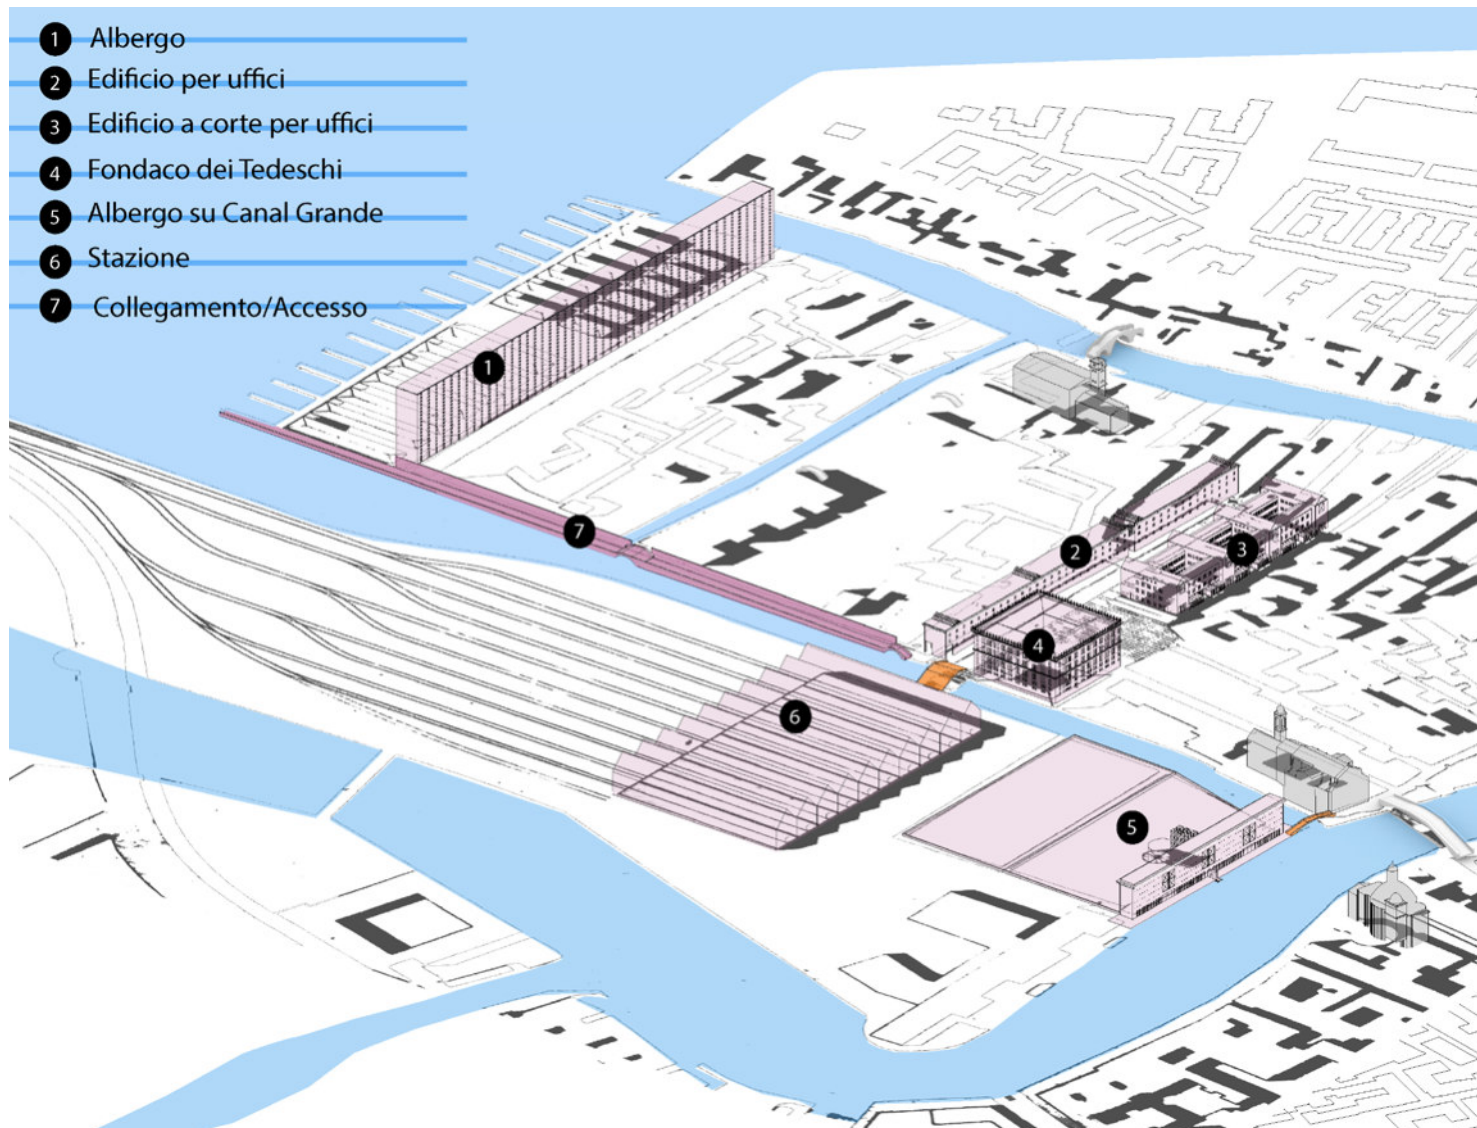 1 Albergo
2 Edificio per uffici
3 Edificio a corte per uffici
4 Fondaco dei Tedeschi
5 Albergo su Canal Grande
6 Stazione
7 Collegamento/Accesso
1
7
2
3
4
6
5